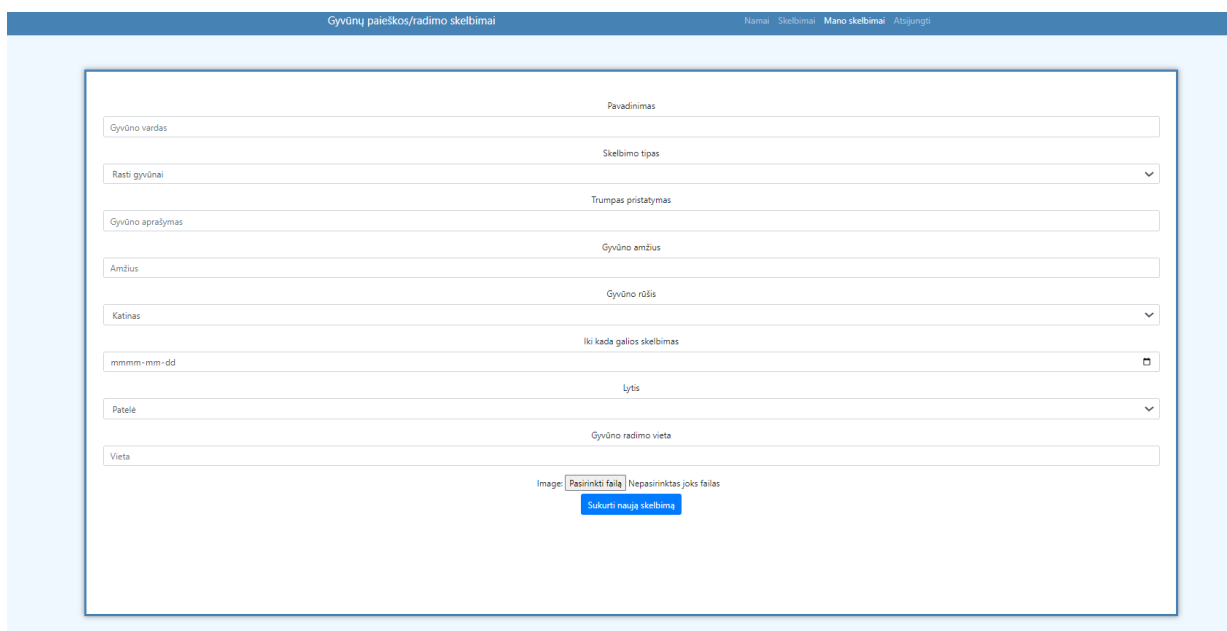 Gyvūnų paieškos/radimo skelbimai Namai Skelbimai Mano skelbimai Atsijungti
Pavadinimas
Gyvūno vardas
Skelbimo tipas
Rasti gyvūnai
Trumpas pristatymas
Gyvūno aprašymas
Gyvūno amžius
Amžius
Gyvūno rūšis
Katinas
Iki kada galios skelbimas
mmmm-mm-dd
Lytis
Patelė
Gyvūno radimo vieta
Vieta
Image: Pasirinkti failą Nepasirinktas joks failas
Sukurti naują skelbimą